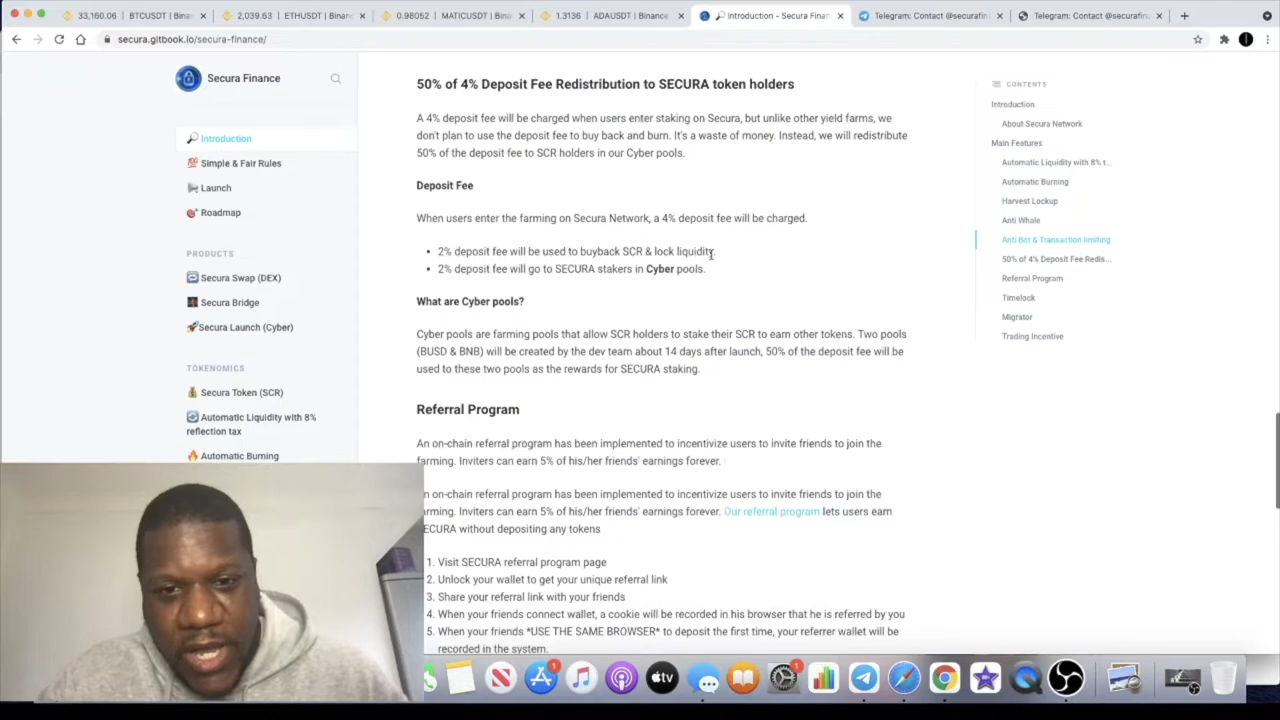 33,160.06 | BTCUSDT | Binan
2,039.63 | ETHUSDT | Binanc
0.98052 | MATICUSDT | Binan
1.3136 | ADAUSDT | Binance
Introduction - Secura Finan
Telegram: Contact @securafin
Telegram: Contact @securafin
secura.gitbook.io/secura-finance/
Secura Finance
Introduction
Simple & Fair Rules
Launch
Roadmap
PRODUCTS
Secura Swap (DEX)
Secura Bridge
Secura Launch (Cyber)
TOKENOMICS
Secura Token (SCR)
Automatic Liquidity with 8%
reflection tax
Automatic Burning
50% of 4% Deposit Fee Redistribution to SECURA token holders
A 4% deposit fee will be charged when users enter staking on Secura, but unlike other yield farms, we
don't plan to use the deposit fee to buy back and burn. It's a waste of money. Instead, we will redistribute
50% of the deposit fee to SCR holders in our Cyber pools.
Deposit Fee
When users enter the farming on Secura Network, a 4% deposit fee will be charged.
• 2% deposit fee will be used to buyback SCR & lock liquidity.
• 2% deposit fee will go to SECURA stakers in Cyber pools.
What are Cyber pools?
Cyber pools are farming pools that allow SCR holders to stake their SCR to earn other tokens. Two pools
(BUSD & BNB) will be created by the dev team about 14 days after launch, 50% of the deposit fee will be
used to these two pools as the rewards for SECURA staking.
Referral Program
An on-chain referral program has been implemented to incentivize users to invite friends to join the
farming. Inviters can earn 5% of his/her friends' earnings forever.
n on-chain referral program has been implemented to incentivize users to invite friends to join the
arming. Inviters can earn 5% of his/her friends' earnings forever. Our referral program lets users earn
ECURA without depositing any tokens
1. Visit SECURA referral program page
2. Unlock your wallet to get your unique referral link
3. Share your referral link with your friends
4. When your friends connect wallet, a cookie will be recorded in his browser that he is referred by you
5. When your friends *USE THE SAME BROWSER* to deposit the first time, your referrer wallet will be
recorded in the system.
CONTENTS
Introduction
About Secura Network
Main Features
Automatic Liquidity with 8% t...
Automatic Burning
Harvest Lockup
Anti Whale
Anti Bot & Transaction limiting
50% of 4% Deposit Fee Redis...
Referral Program
Timelock
Migrator
Trading Incentive
1
tv
1